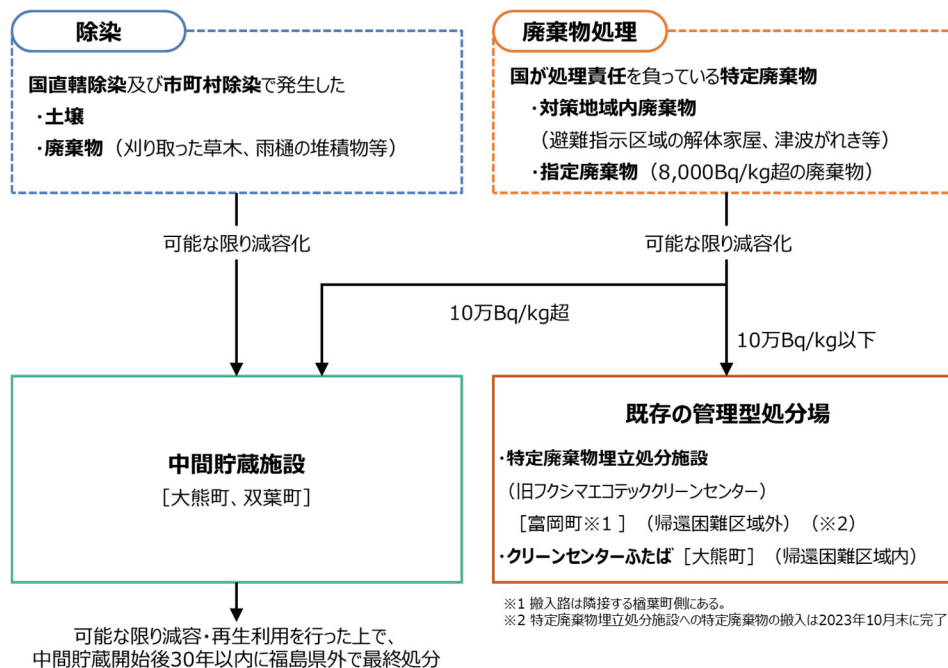 除染
国直轄除染及び市町村除染で発生した
・土壌
・廃棄物（刈り取った草木、雨樋の堆積物等）
廃棄物処理
国が処理責任を負っている特定廃棄物
・対策地域内廃棄物
（避難指示区域の解体家屋、津波がれき等）
・指定廃棄物（8,000Bq/kg超の廃棄物）
可能な限り減容化
可能な限り減容化
10万Bq/kg超
10万Bq/kg以下
中間貯蔵施設
［大熊町、双葉町］
既存の管理型処分場
・特定廃棄物埋立処分施設
（旧フクシマエコテッククリーンセンター）
［富岡町※1］（帰還困難区域外）（※2）
・クリーンセンターふたば［大熊町］（帰還困難区域内）
※1 搬入路は隣接する楢葉町側にある。
※2 特定廃棄物埋立処分施設への特定廃棄物の搬入は2023年10月末に完了
可能な限り減容・再生利用を行った上で、
中間貯蔵開始後30年以内に福島県外で最終処分